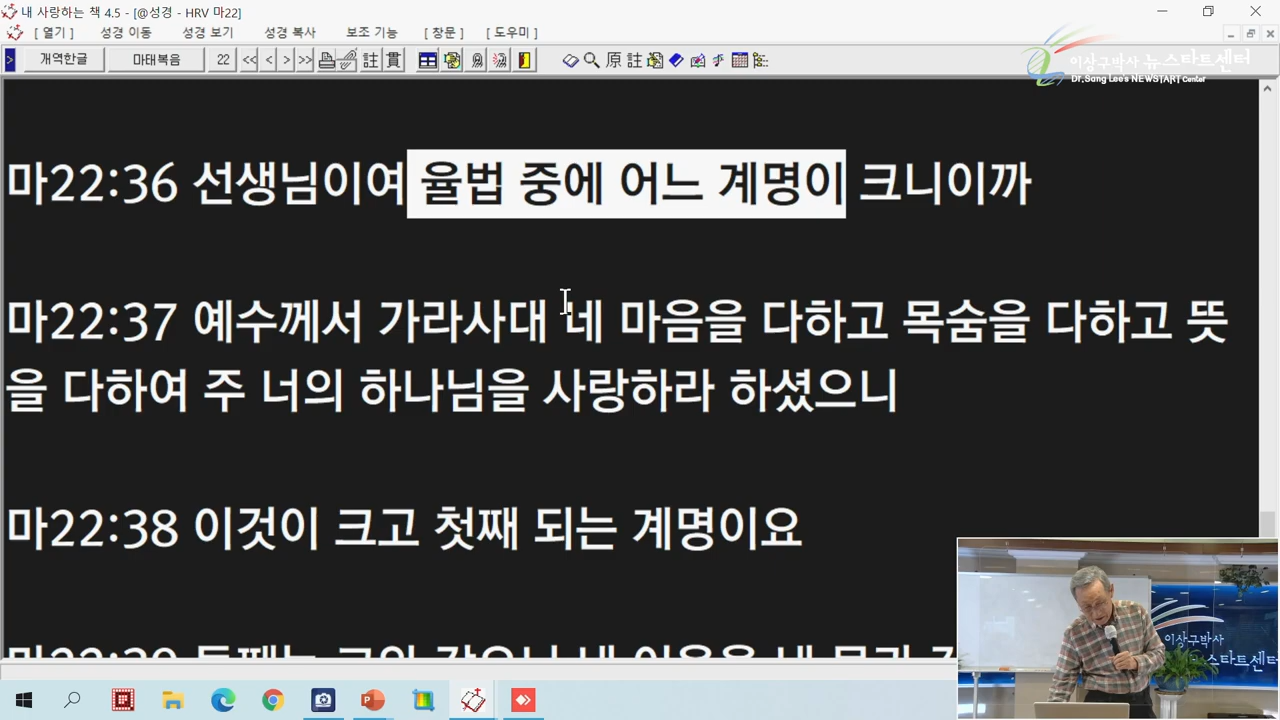 내 사랑하는 책 4.5 - [@성경 - HRV 마22]
[ 열기 ] 성경 이동 성경 보기 성경 복사 보조 기능 [ 창문 ] [ 도우미 ]
개역한글 마태복음 22 << < > >> 註 貫 原 註
이상구박사 뉴스타트센터
Dr.Sang Lee's NEWSTART Center
마22:36 선생님이여 율법 중에 어느 계명이 크니이까
마22:37 예수께서 가라사대 네 마음을 다하고 목숨을 다하고 뜻
을 다하여 주 너의 하나님을 사랑하라 하셨으니
마22:38 이것이 크고 첫째 되는 계명이요
이상구박사
뉴스타트센터